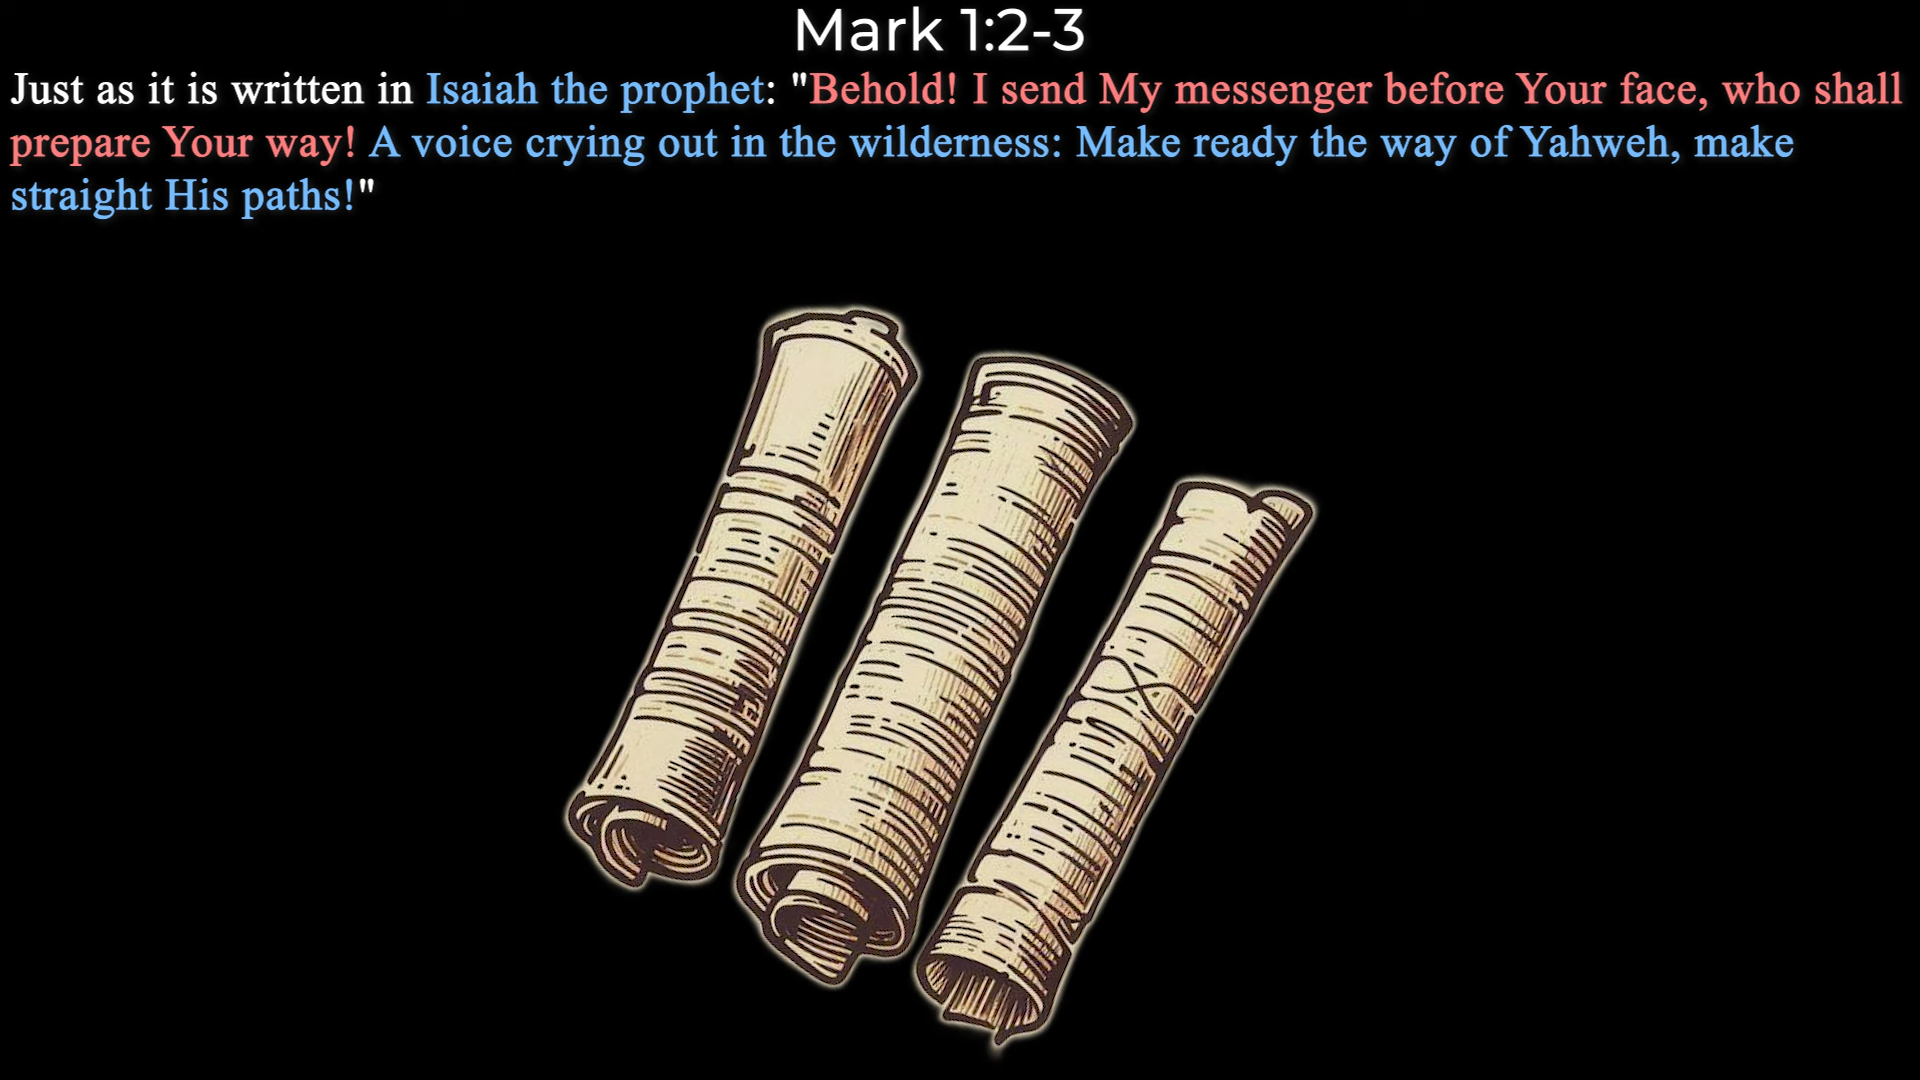 Mark 1:2-3
Just as it is written in Isaiah the prophet: "Behold! I send My messenger before Your face, who shall
prepare Your way! A voice crying out in the wilderness: Make ready the way of Yahweh, make
straight His paths!"